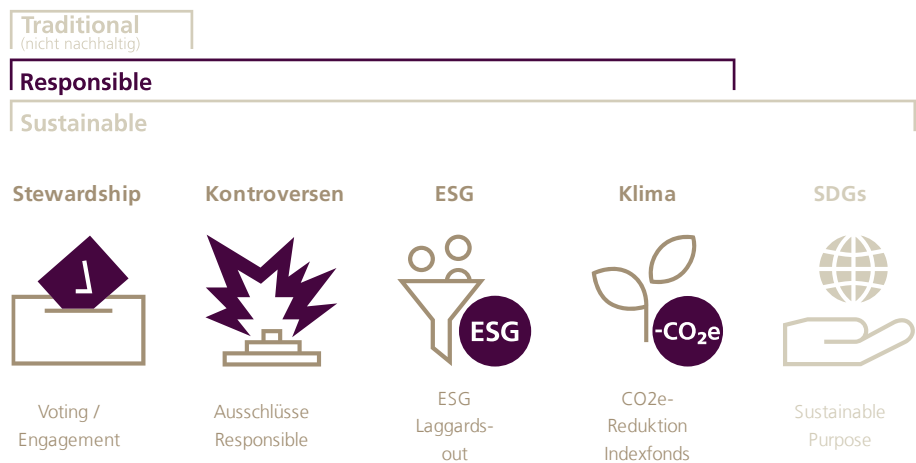 Traditional
(nicht nachhaltig)
Responsible
Sustainable
Stewardship
Kontroversen
ESG
Klima
SDGs
ESG
-CO₂e
Voting /
Engagement
Ausschlüsse
Responsible
ESG
Laggards-
out
CO2e-
Reduktion
Indexfonds
Sustainable
Purpose